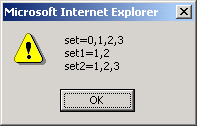 Microsoft Internet Explorer
set=0,1,2,3
set1=1,2
set2=1,2,3
OK